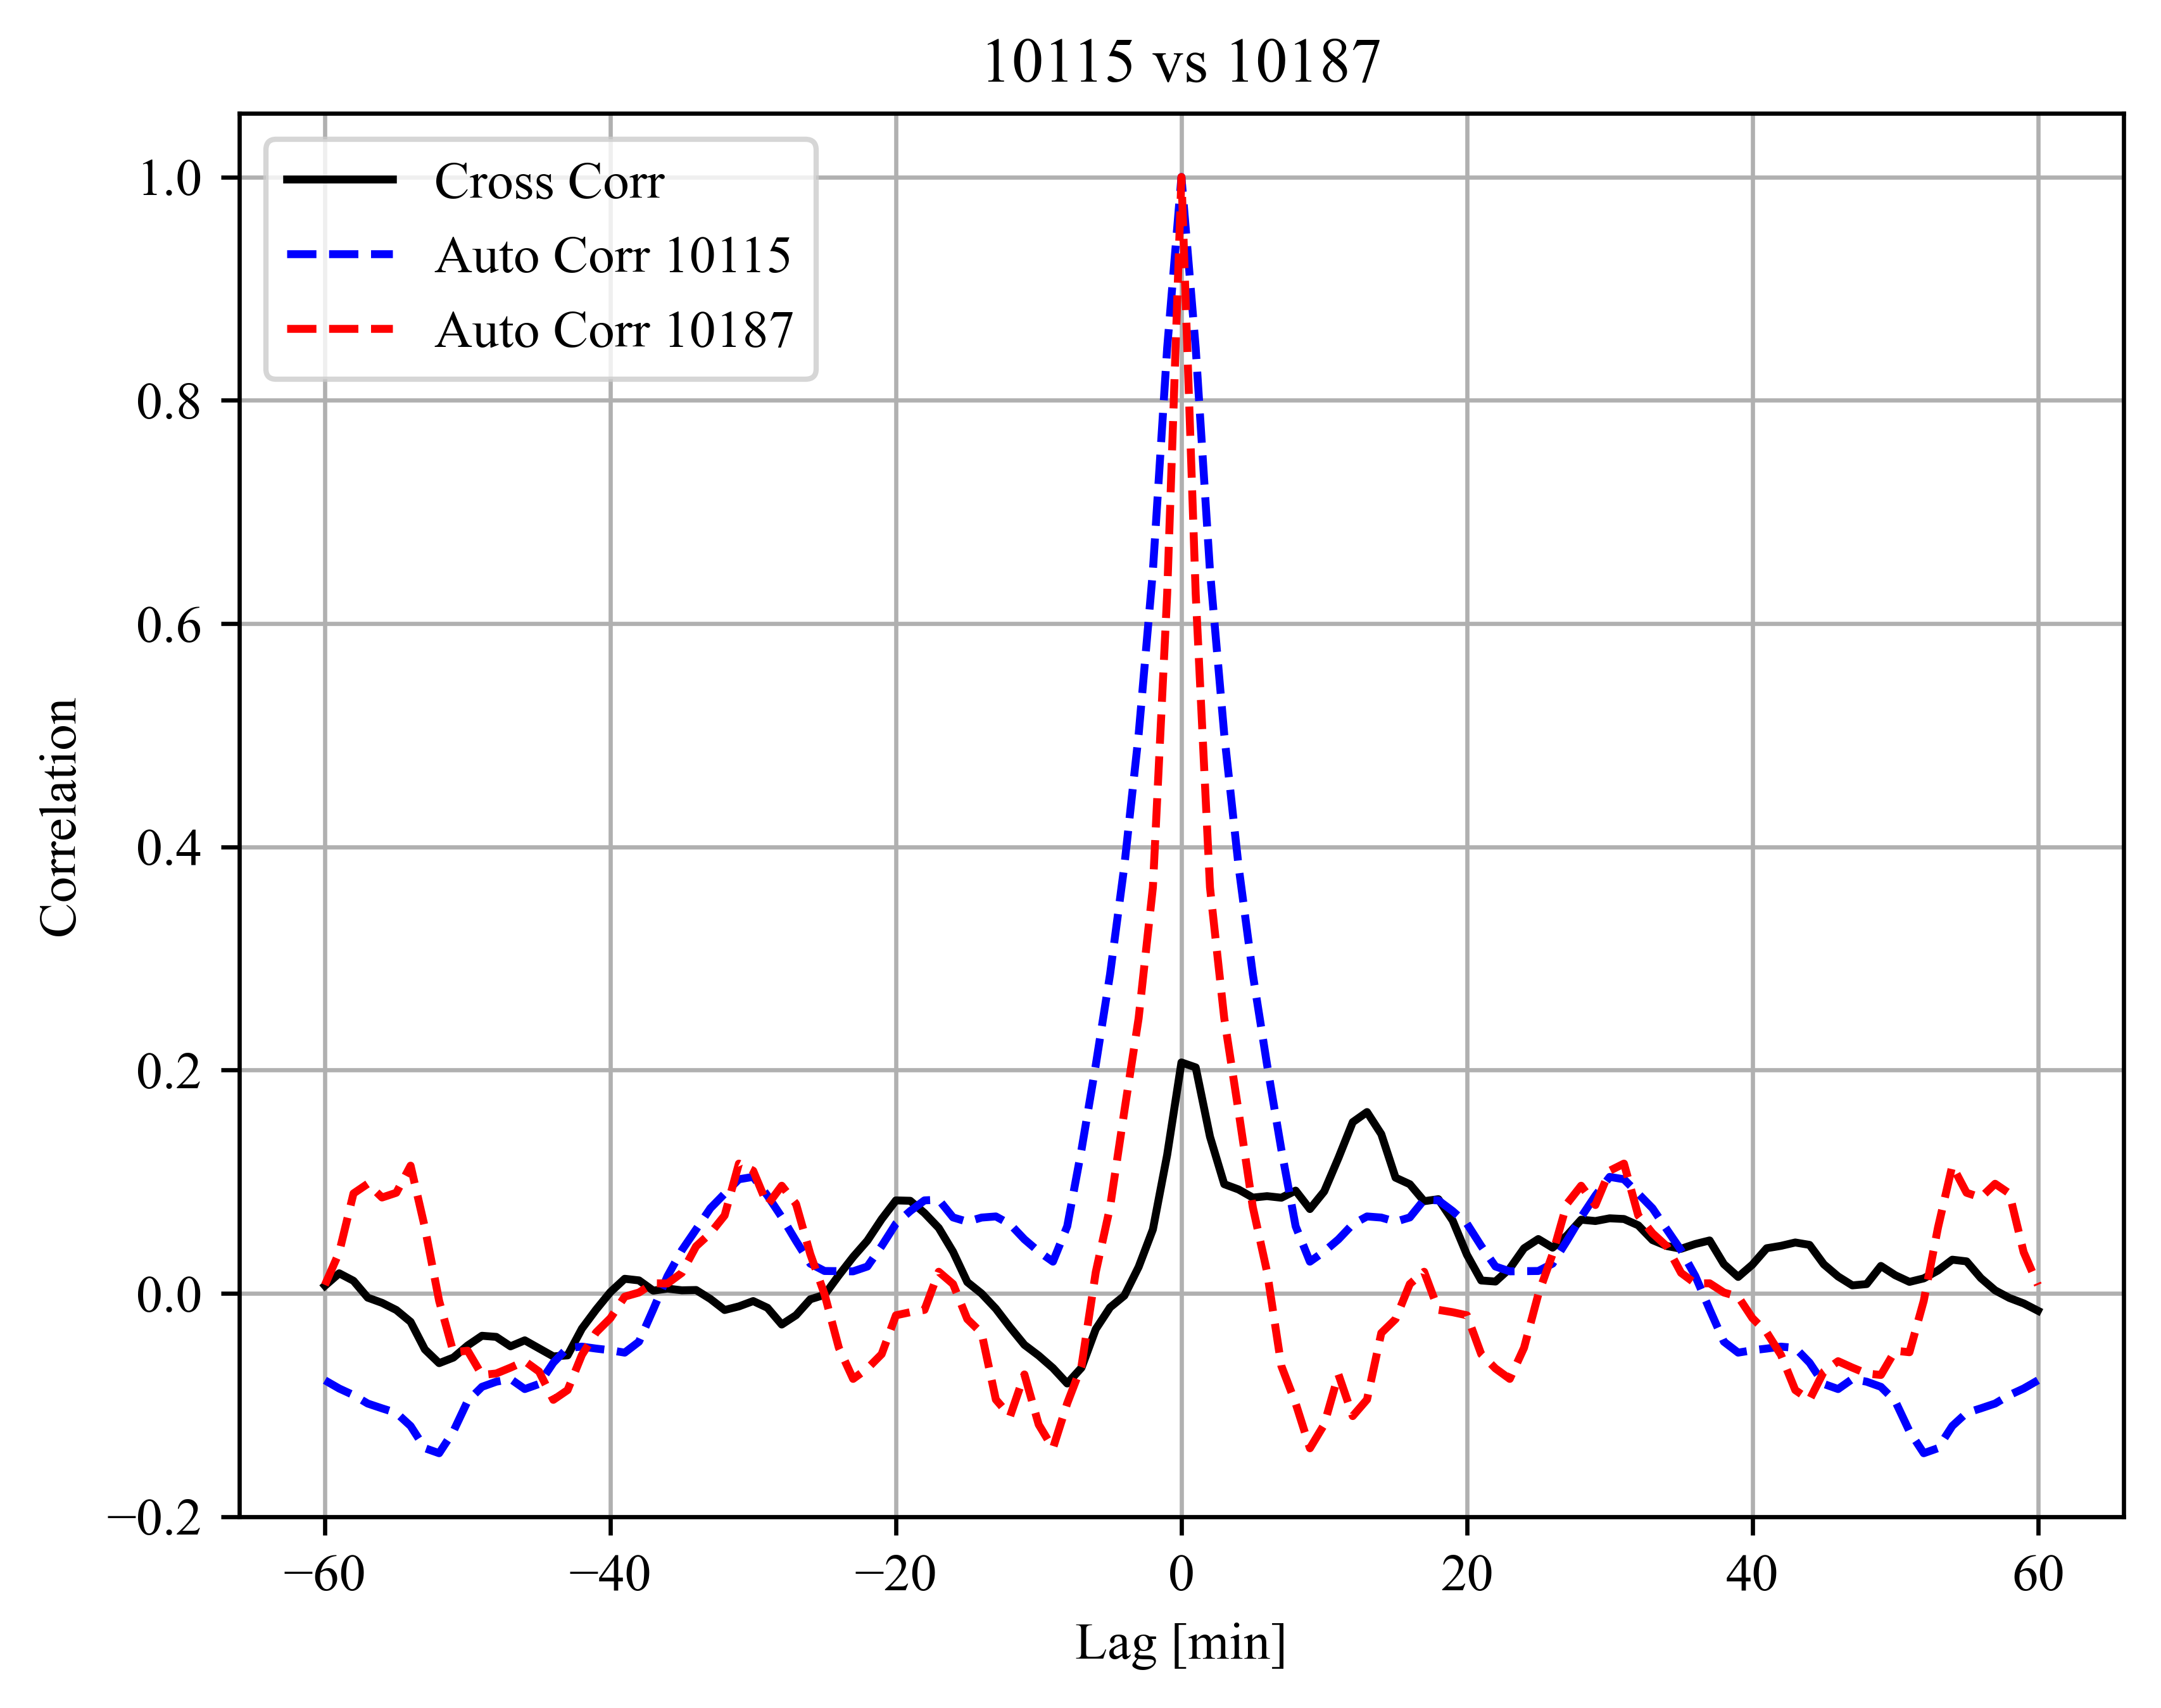 10115 vs 10187
Cross Corr
Auto Corr 10115
Auto Corr 10187
1.0
0.8
0.6
0.4
0.2
0.0
−0.2
Correlation
−60 −40 −20 0 20 40 60
Lag [min]